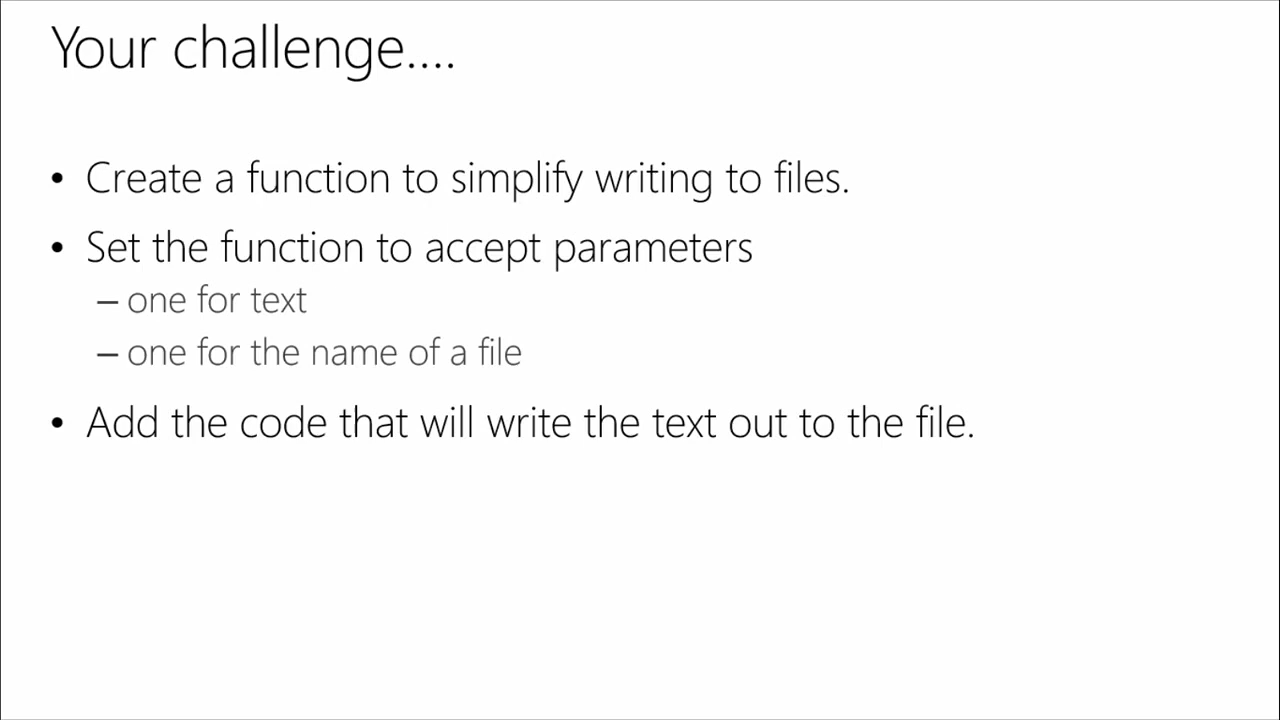 Your challenge....
• Create a function to simplify writing to files.
• Set the function to accept parameters
– one for text
– one for the name of a file
• Add the code that will write the text out to the file.